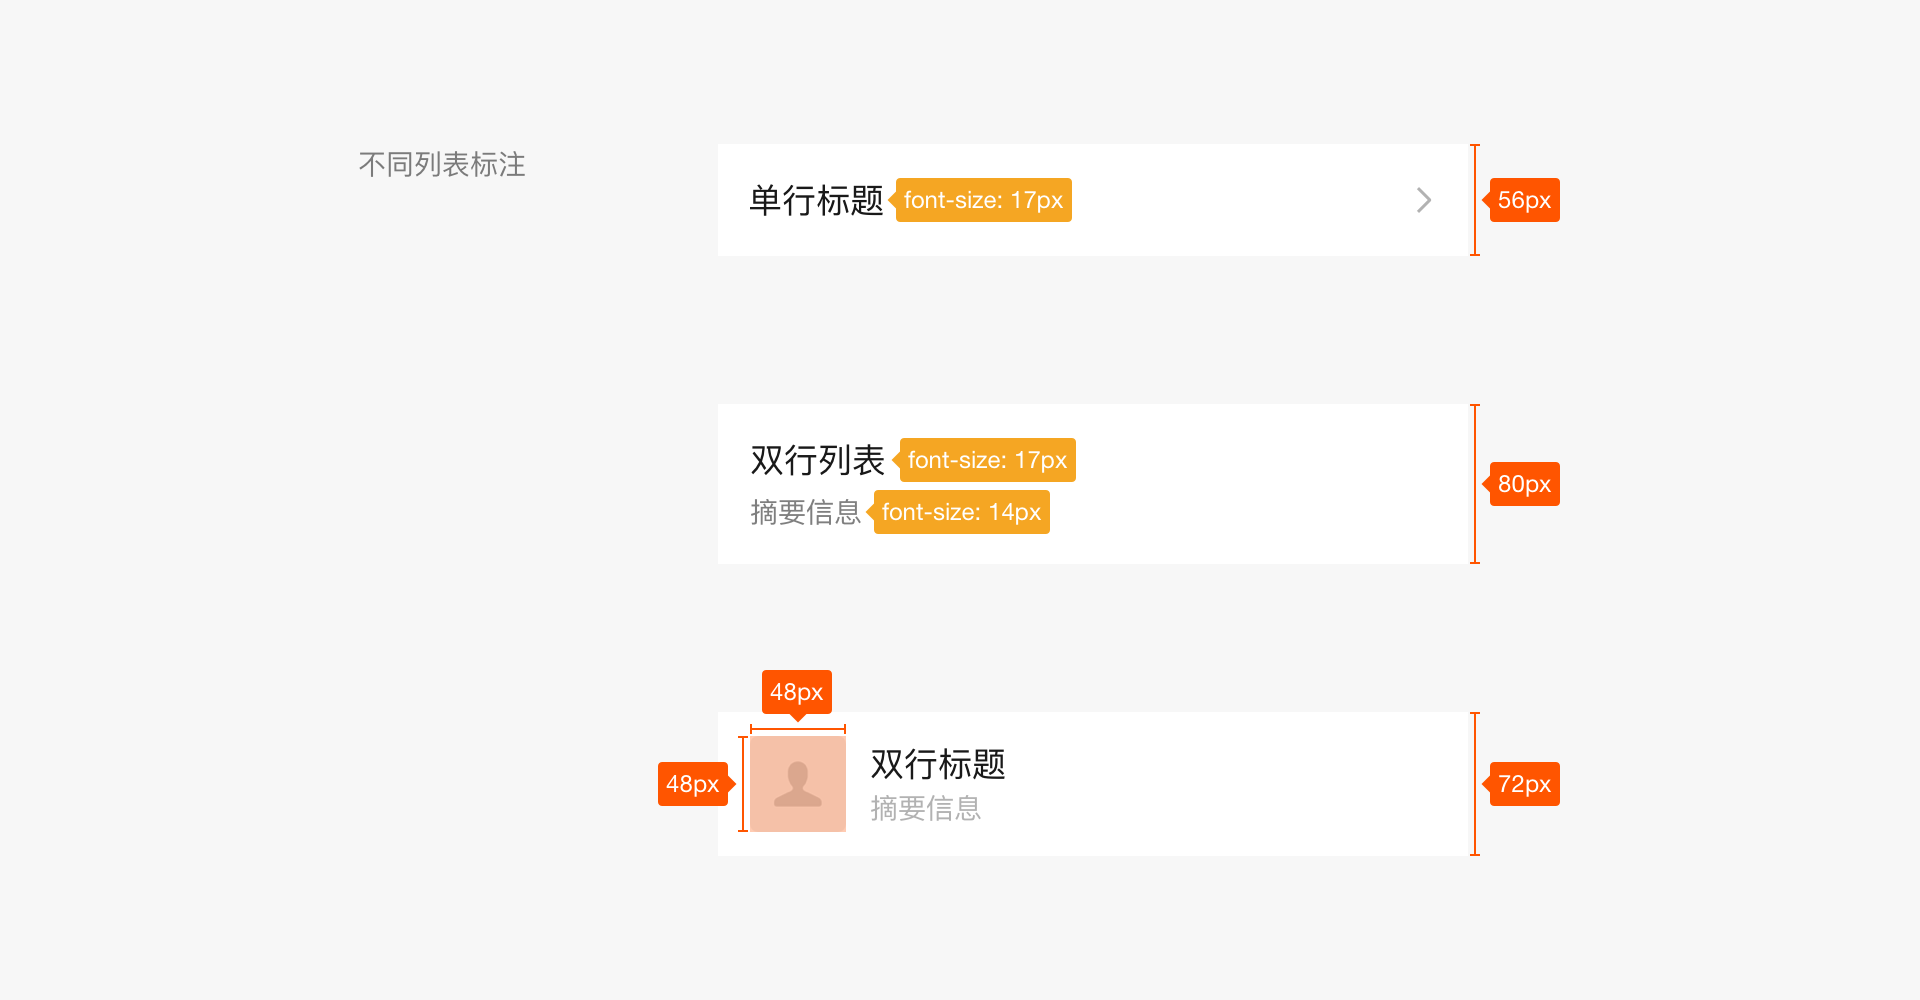 不同列表标注
单行标题 font-size: 17px 56px
双行列表 font-size: 17px
摘要信息 font-size: 14px
80px
48px
48px
双行标题
摘要信息
72px